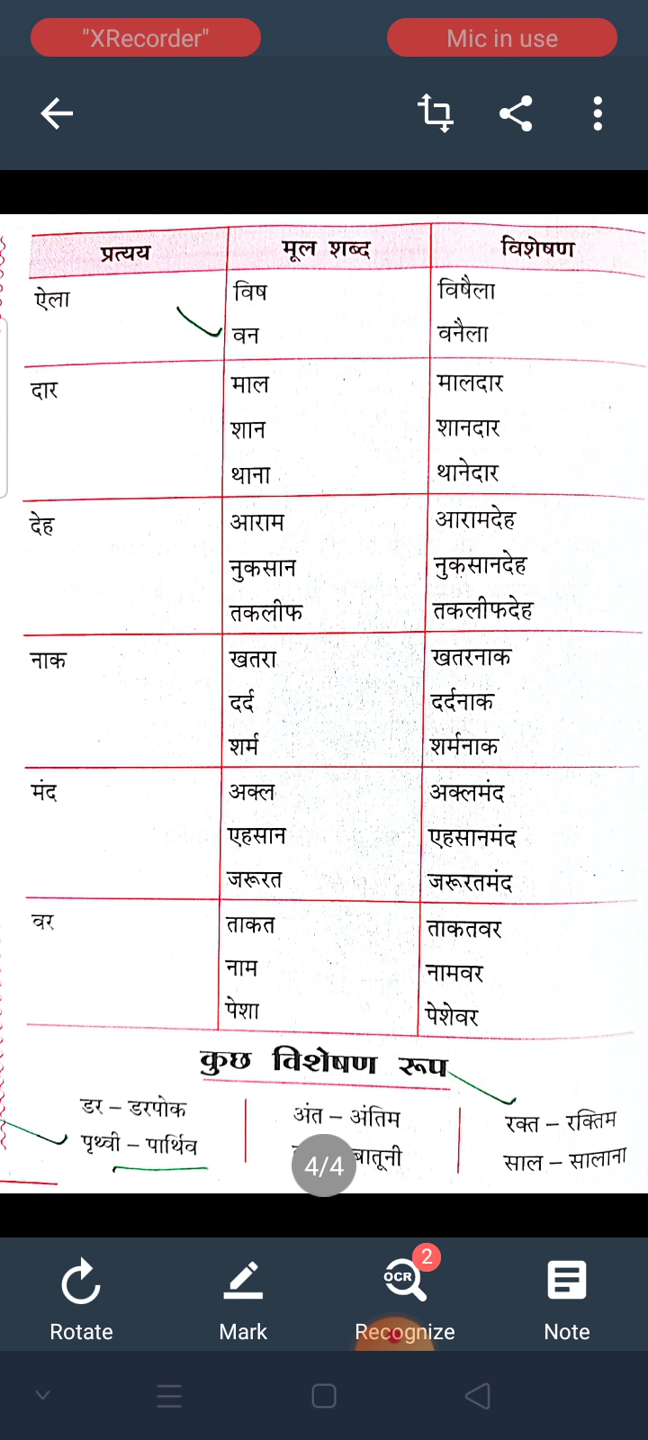 "XRecorder" Mic in use
प्रत्यय मूल शब्द विशेषण
ऐला विष विषैला
वन वनैला
दार माल मालदार
शान शानदार
थाना थानेदार
देह आराम आरामदेह
नुकसान नुकसानदेह
तकलीफ तकलीफदेह
नाक खतरा खतरनाक
दर्द दर्दनाक
शर्म शर्मनाक
मंद अक्ल अक्लमंद
एहसान एहसानमंद
जरूरत जरूरतमंद
वर ताकत ताकतवर
नाम नामवर
पेशा पेशेवर
कुछ विशेषण रूप
डर – डरपोक अंत – अंतिम रक्त – रक्तिम
पृथ्वी – पार्थिव बातूनी साल – सालाना
4/4
2
OCR
Rotate Mark Recognize Note